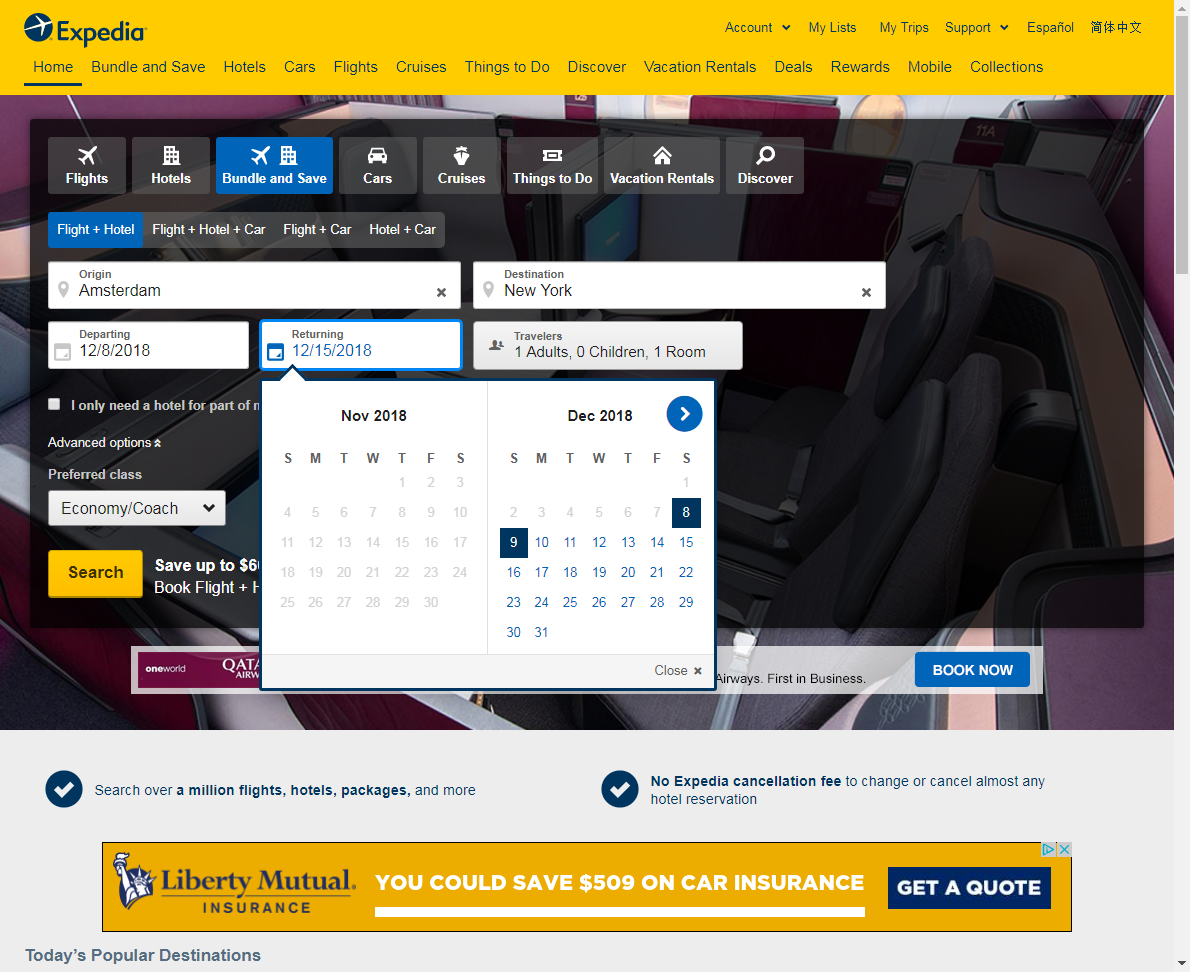 Expedia
Account My Lists My Trips Support Español 简体中文
Home Bundle and Save Hotels Cars Flights Cruises Things to Do Discover Vacation Rentals Deals Rewards Mobile Collections
11A
Flights Hotels Bundle and Save Cars Cruises Things to Do Vacation Rentals Discover
Flight + Hotel Flight + Hotel + Car Flight + Car Hotel + Car
Origin
Amsterdam
Destination
New York
Departing
12/8/2018
Returning
12/15/2018
Travelers
1 Adults, 0 Children, 1 Room
I only need a hotel for part of
Advanced options
Preferred class
Economy/Coach
Search
Save up to $6
Book Flight +
Nov 2018
S M T W T F S
1 2 3
4 5 6 7 8 9 10
11 12 13 14 15 16 17
18 19 20 21 22 23 24
25 26 27 28 29 30
Dec 2018
S M T W T F S
1
2 3 4 5 6 7 8
9 10 11 12 13 14 15
16 17 18 19 20 21 22
23 24 25 26 27 28 29
30 31
Close
oneworld
Airways. First in Business.
BOOK NOW
Search over a million flights, hotels, packages, and more
No Expedia cancellation fee to change or cancel almost any
hotel reservation
Liberty Mutual.
INSURANCE
YOU COULD SAVE $509 ON CAR INSURANCE
GET A QUOTE
Today's Popular Destinations